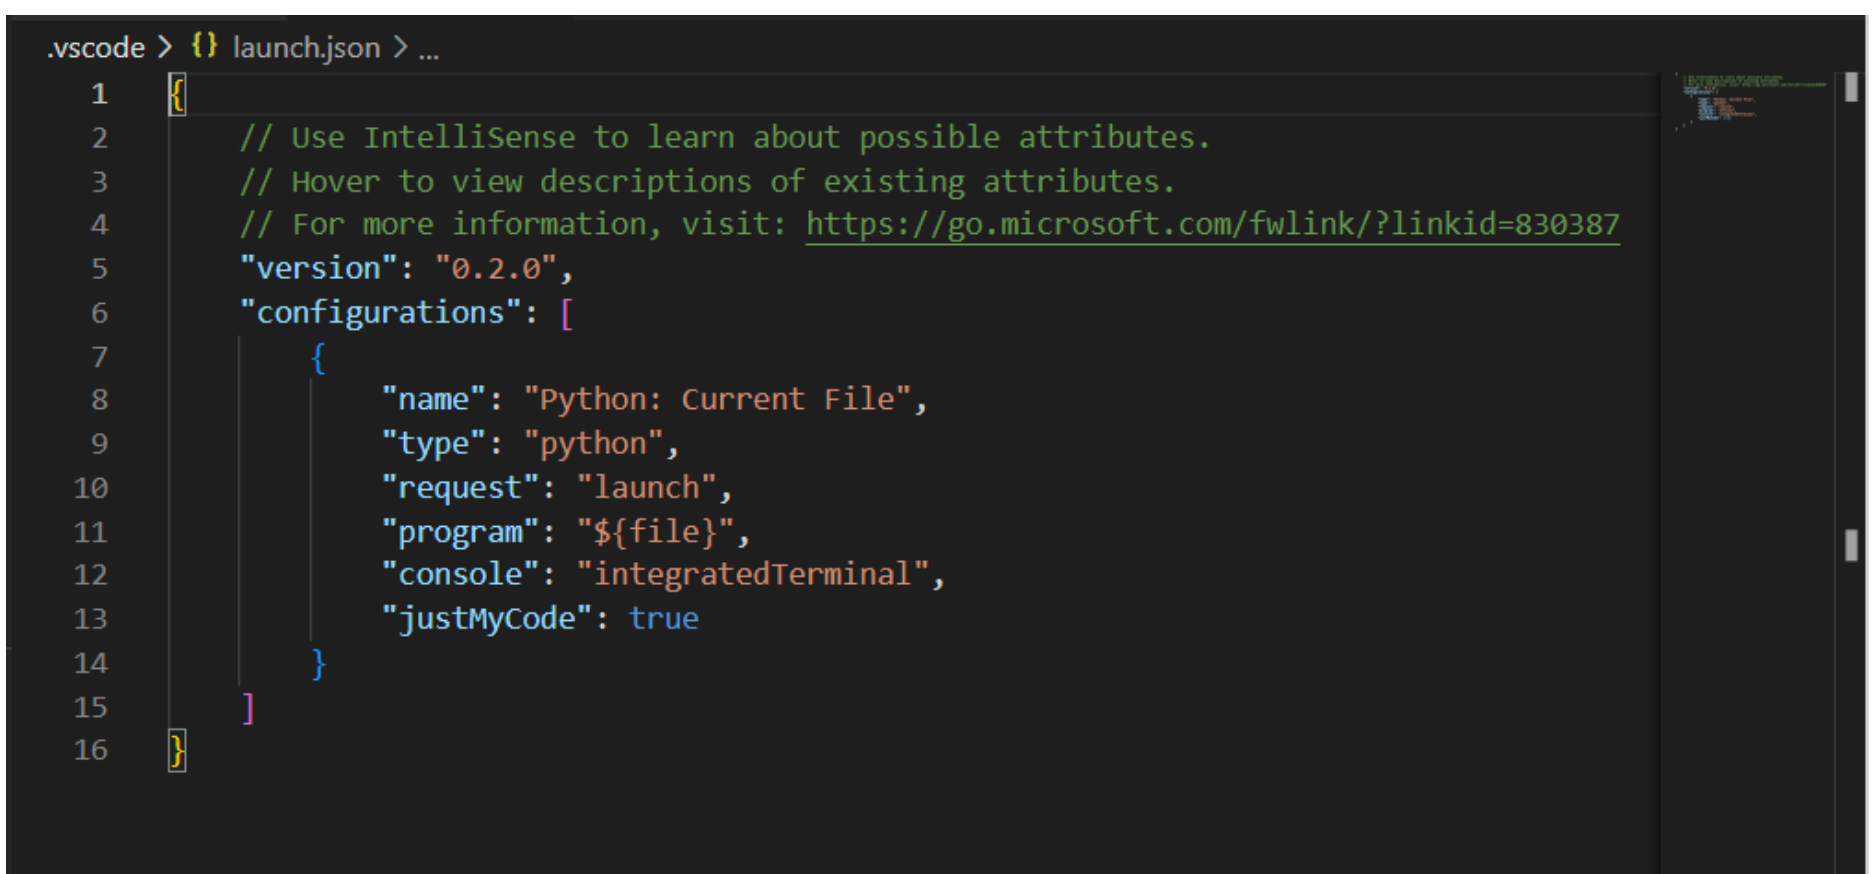 .vscode > {} launch.json > ...
1 {
2 // Use IntelliSense to learn about possible attributes.
3 // Hover to view descriptions of existing attributes.
4 // For more information, visit: https://go.microsoft.com/fwlink/?linkid=830387
5 "version": "0.2.0",
6 "configurations": [
7 {
8 "name": "Python: Current File",
9 "type": "python",
10 "request": "launch",
11 "program": "${file}",
12 "console": "integratedTerminal",
13 "justMyCode": true
14 }
15 ]
16 }